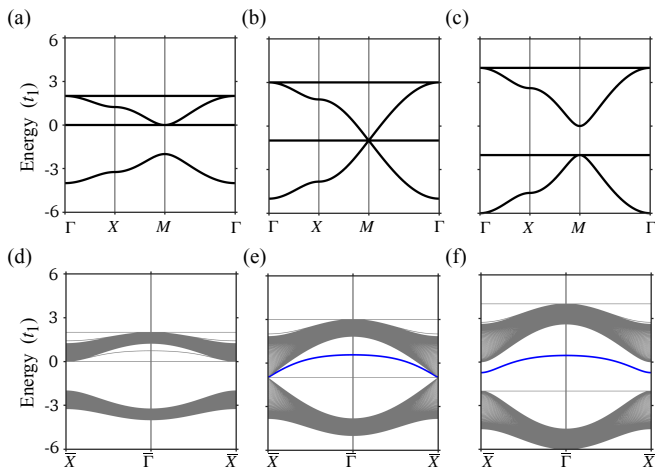 (a) (b) (c)
6 3 0 -3 -6
Energy (t₁)
Γ X M Γ
Γ X M Γ
Γ X M Γ
(d) (e) (f)
6 3 0 -3 -6
Energy (t₁)
X̅ Γ̅ X̅
X̅ Γ̅ X̅
X̅ Γ̅ X̅